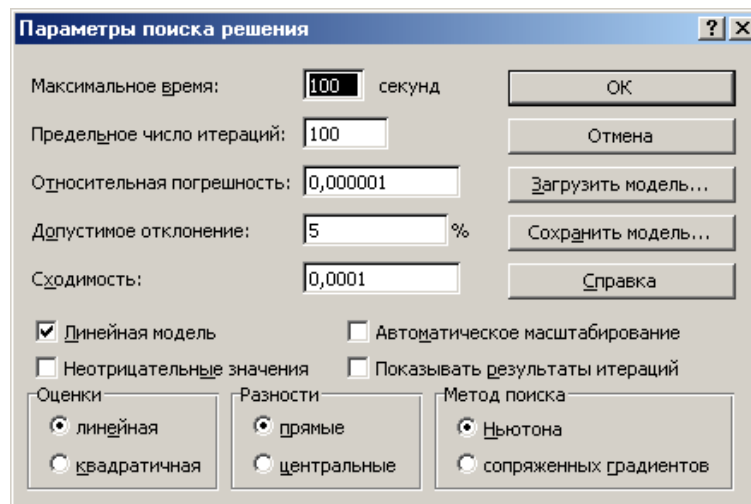 Параметры поиска решения
Максимальное время: 100 секунд
ОК
Предельное число итераций: 100
Отмена
Относительная погрешность: 0,000001
Загрузить модель...
Допустимое отклонение: 5 %
Сохранить модель...
Сходимость: 0,0001
Справка
Линейная модель
Автоматическое масштабирование
Неотрицательные значения
Показывать результаты итераций
Оценки
линейная
квадратичная
Разности
прямые
центральные
Метод поиска
Ньютона
сопряженных градиентов